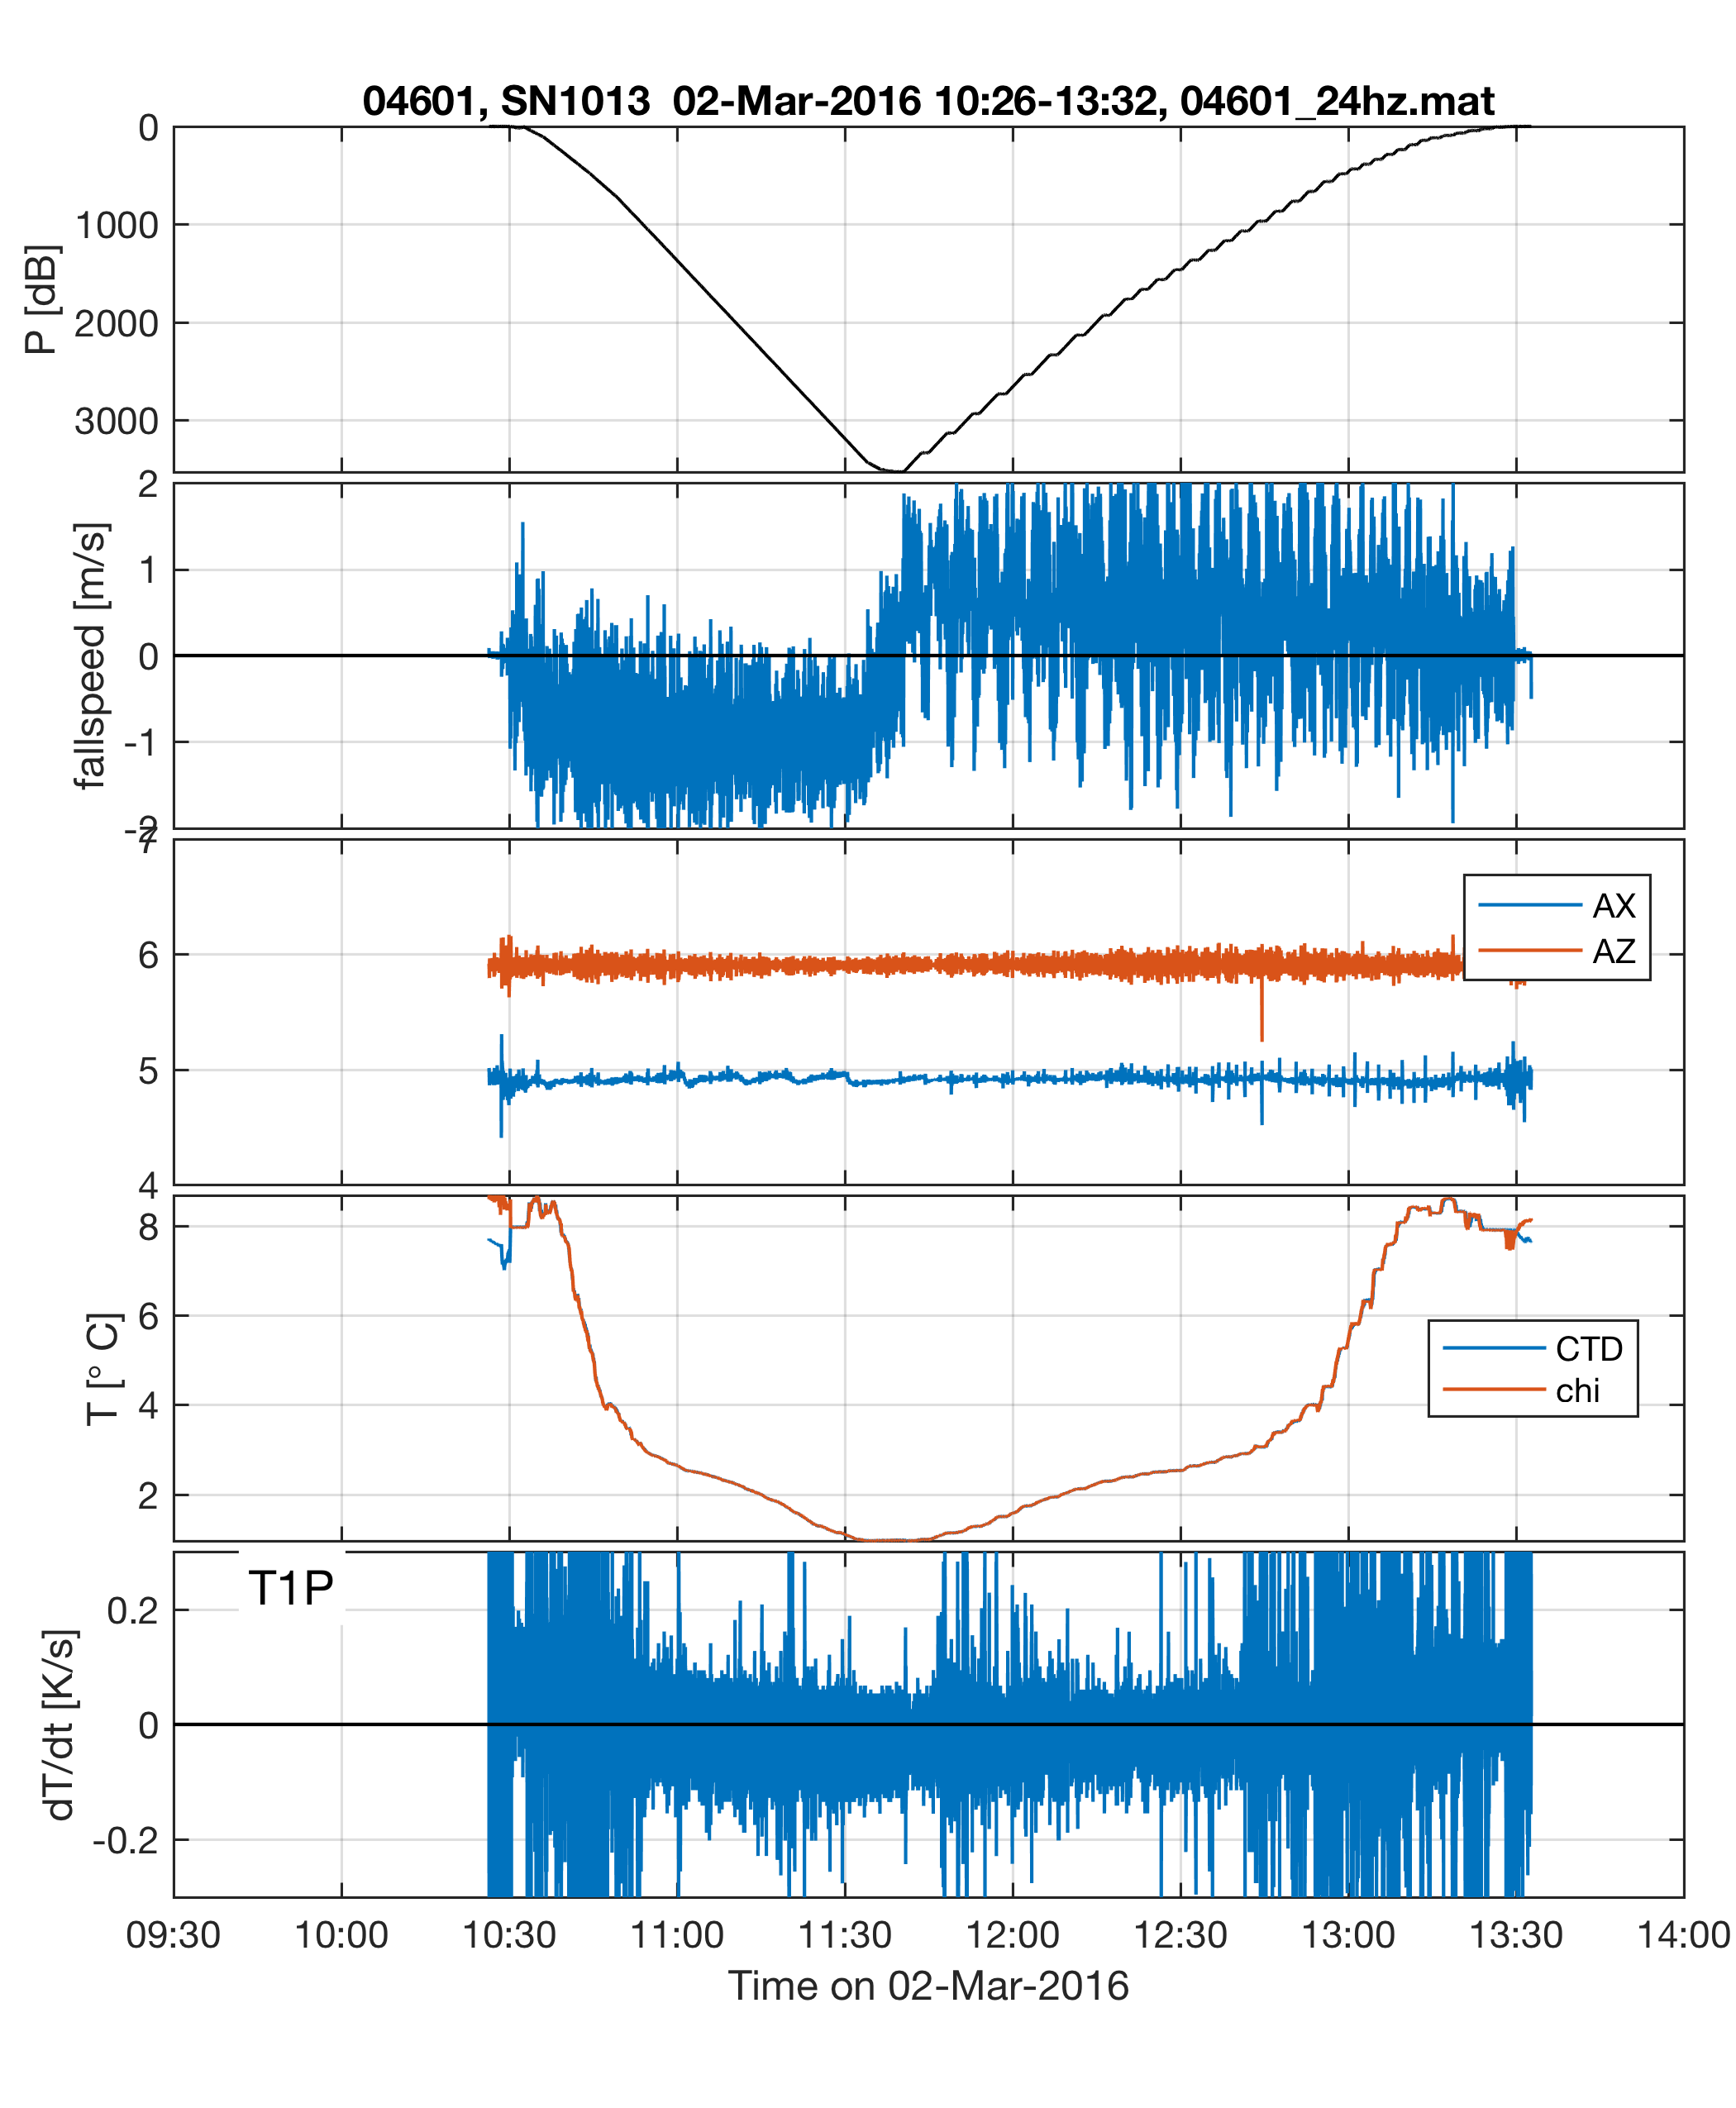 04601, SN1013  02-Mar-2016 10:26-13:32, 04601_24hz.mat
0
1000
2000
3000
P [dB]
2
1
0
-1
-2
fallspeed [m/s]
7
6
5
4
AX
AZ
8
6
4
2
T [° C]
CTD
chi
T1P
0.2
0
-0.2
dT/dt [K/s]
09:30 10:00 10:30 11:00 11:30 12:00 12:30 13:00 13:30 14:00
Time on 02-Mar-2016